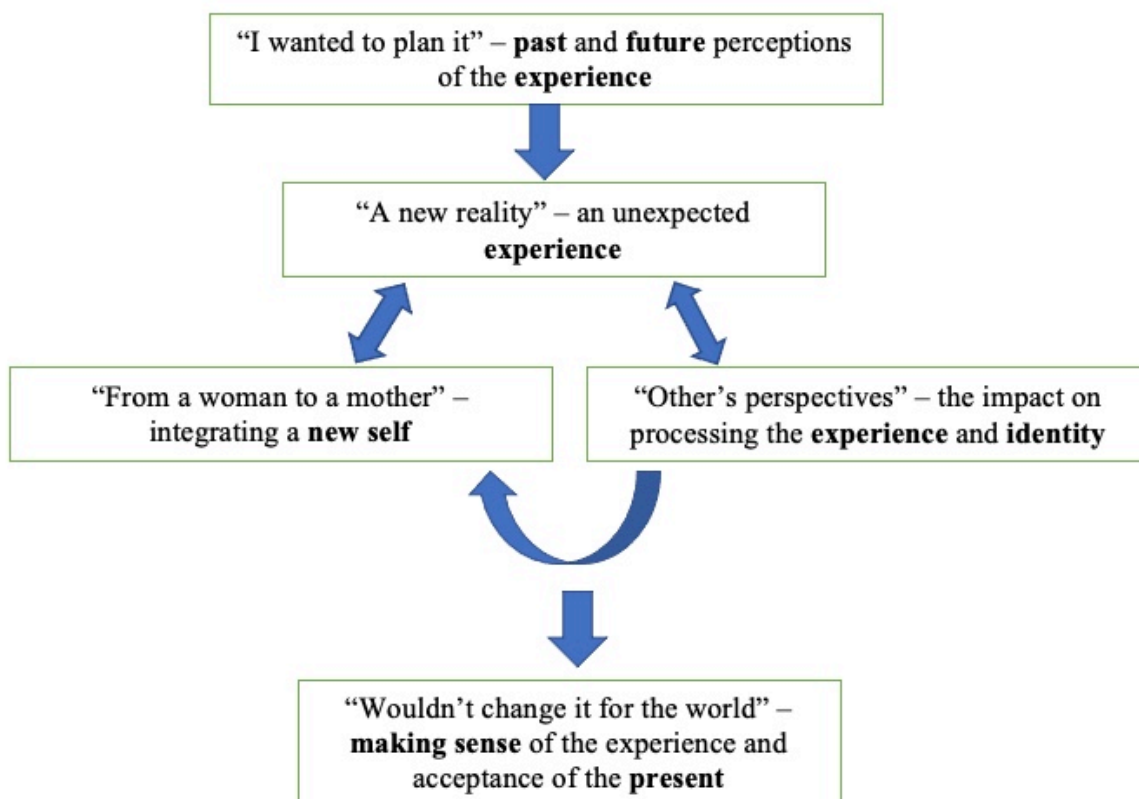 “I wanted to plan it” – past and future perceptions
of the experience
“A new reality” – an unexpected
experience
“From a woman to a mother” –
integrating a new self
“Other’s perspectives” – the impact on
processing the experience and identity
“Wouldn’t change it for the world” –
making sense of the experience and
acceptance of the present